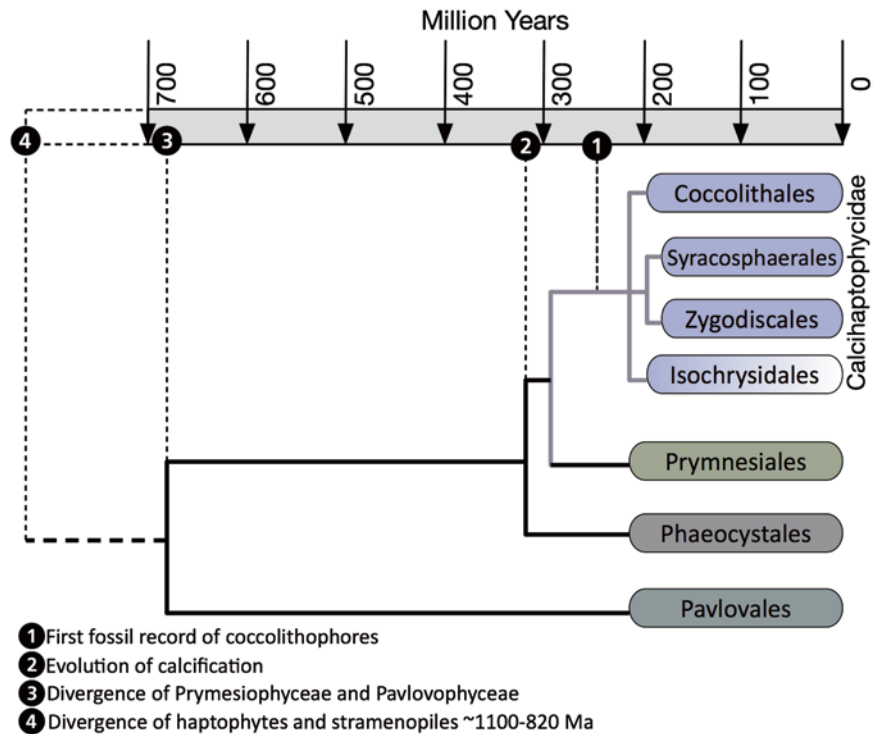 Million Years
700
600
500
400
300
200
100
0
4
3
2
1
Coccolithales
Syracosphaerales
Zygodiscales
Isochrysidales
Calcihaptophycidae
Prymnesiales
Phaeocystales
Pavlovales
1 First fossil record of coccolithophores
2 Evolution of calcification
3 Divergence of Prymesiophyceae and Pavlovophyceae
4 Divergence of haptophytes and stramenopiles ~1100-820 Ma